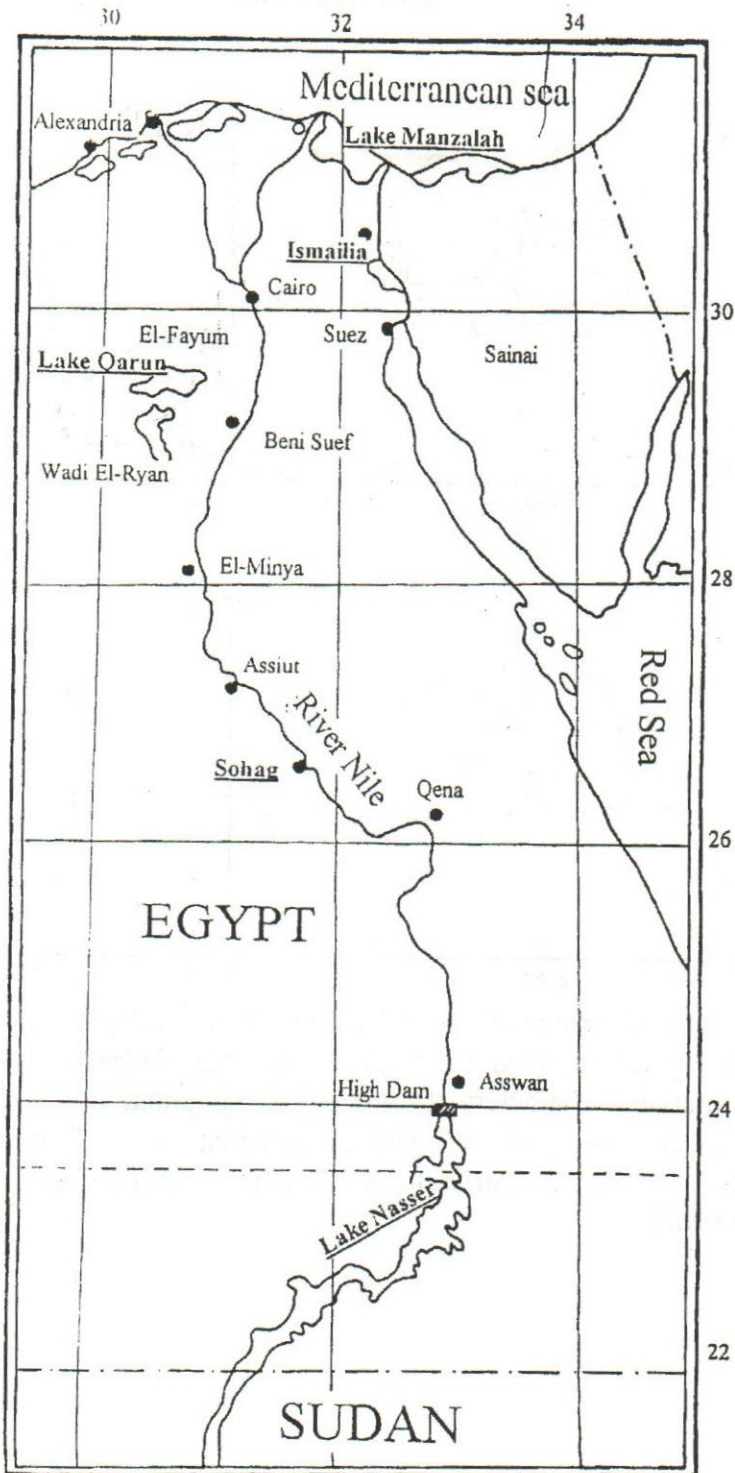 30 32 34
Mediterranean sea
Alexandria
Lake Manzalah
Ismailia
Cairo
30
El-Fayum
Suez
Sainai
Lake Qarun
Beni Suef
Wadi El-Ryan
El-Minya
28
Assiut
Red Sea
River Nile
Sohag
Qena
26
EGYPT
High Dam
Asswan
24
Lake Nasser
22
SUDAN